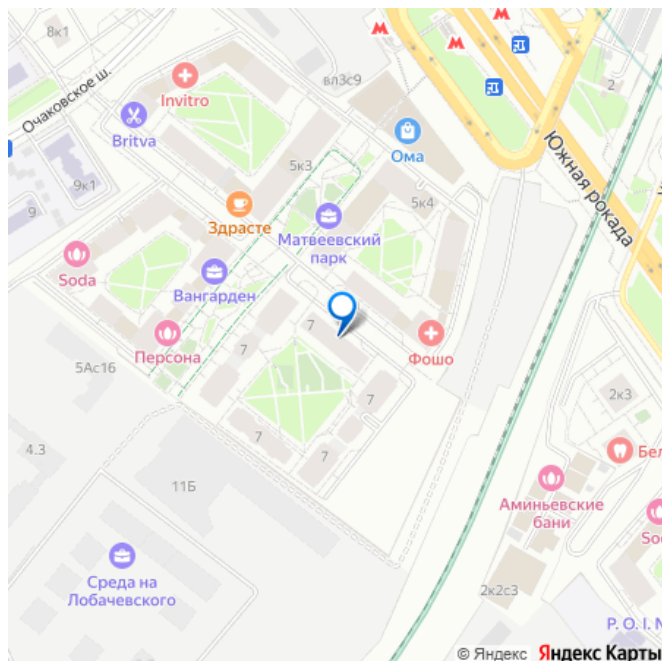 8к1
Очаковское ш.
Invitro
вл3с9
2
Britva
Ома
Южная рокада
5к3
9к1
9
Здрасте
5к4
Матвеевский
парк
Soda
Вангарден
7
Фошо
Персона
7
5Ас16
7
2к3
4.3
7
7
Бел
11Б
Аминьевские
бани
Soc
Среда на
Лобачевского
2к2с3
P. O. I. N
© Яндекс Яндекс Карты